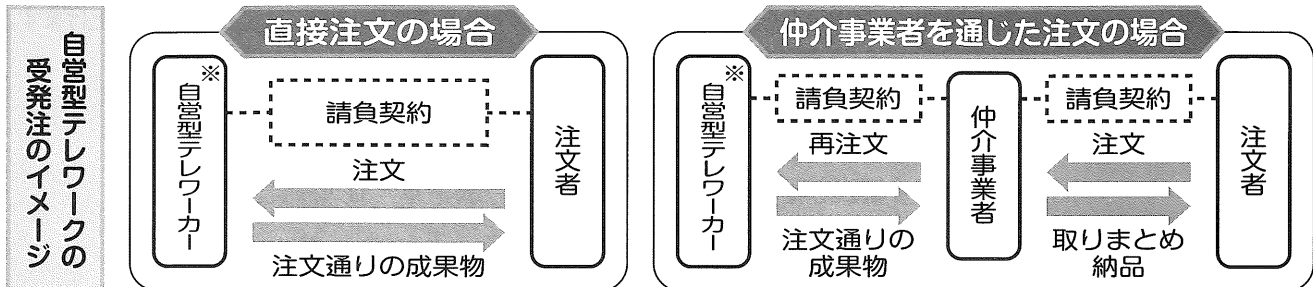 自営型テレワークの
受発注のイメージ
直接注文の場合
※
自営型テレワーカー
請負契約
注文
注文通りの成果物
注文者
仲介事業者を通じた注文の場合
※
自営型テレワーカー
請負契約
再注文
注文通りの
成果物
仲介事業者
請負契約
注文
取りまとめ
納品
注文者